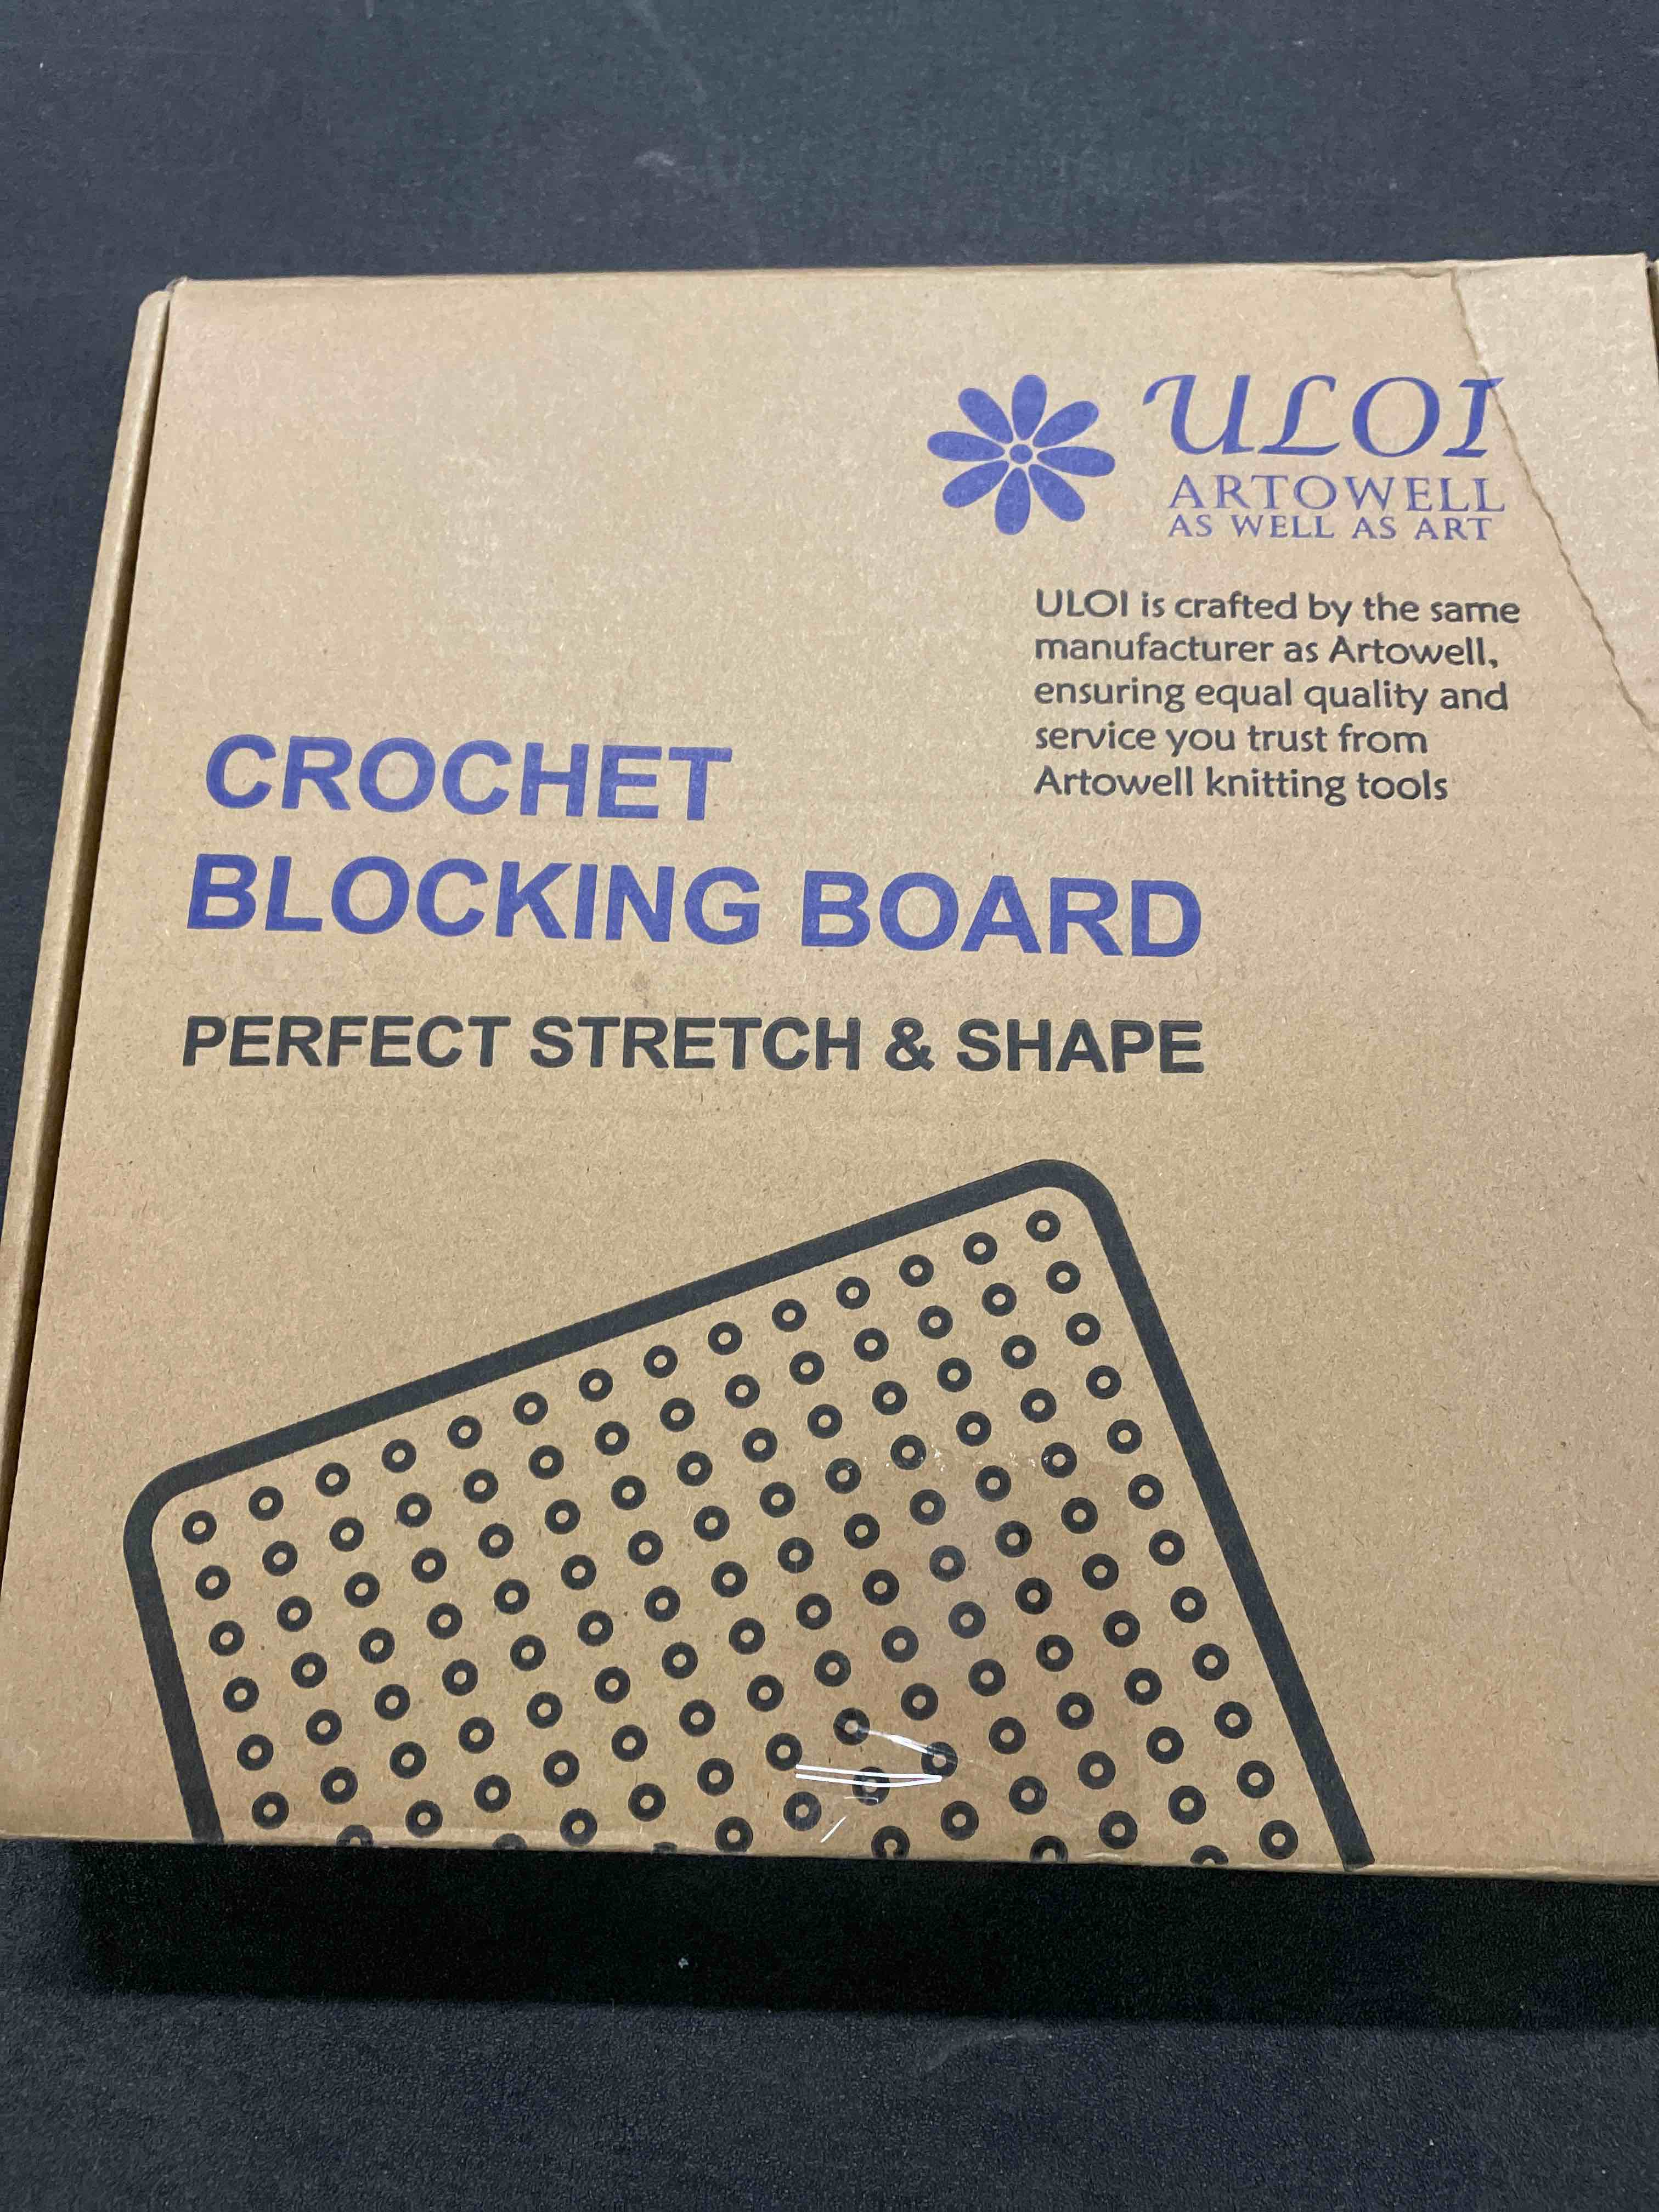 ULOI
ARTOWELL
AS WELL AS ART
ULOI is crafted by the same
manufacturer as Artowell,
ensuring equal quality and
service you trust from
Artowell knitting tools
CROCHET
BLOCKING BOARD
PERFECT STRETCH & SHAPE